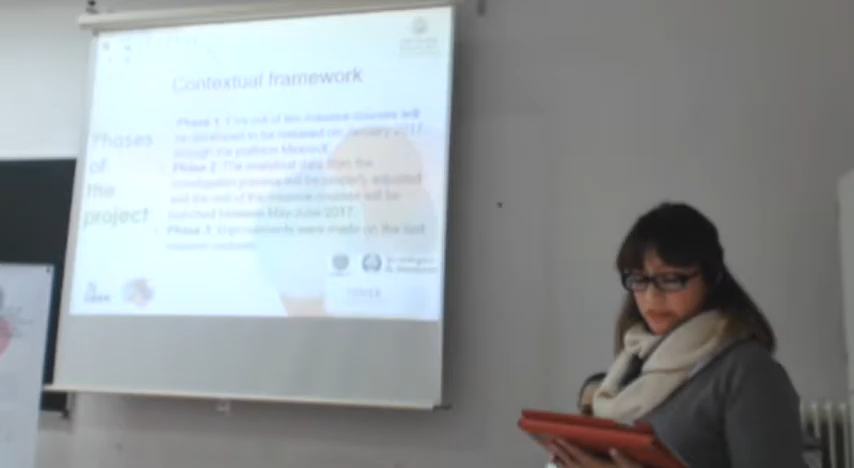 Contextual framework
Phases
of
the
project
Phase 1: One out of ten massive courses will
be developed to be released on January 2017
through the platform
Phase 2: The analytical data from the
investigation process will be properly adjusted
and the rest of the massive courses will be
launched between May-June 2017.
Phase 3: Improvements were made on the last
massive courses